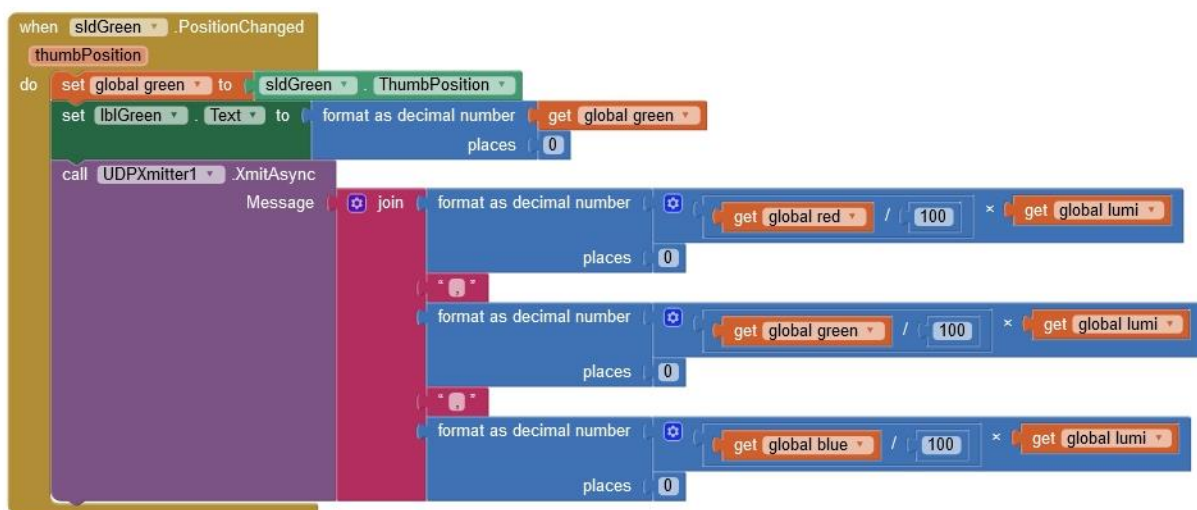 when sldGreen .PositionChanged
thumbPosition
do set global green to sldGreen . ThumbPosition
set lblGreen . Text to format as decimal number get global green
places 0
call UDPXmitter1 .XmitAsync
Message join format as decimal number get global red / 100 × get global lumi
places 0
" , "
format as decimal number get global green / 100 × get global lumi
places 0
" , "
format as decimal number get global blue / 100 × get global lumi
places 0